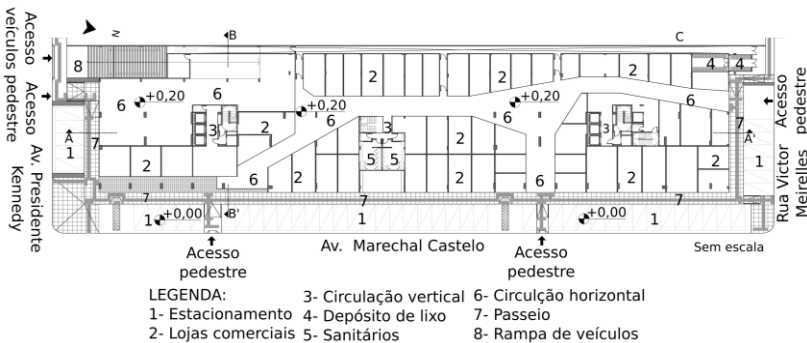 Acesso veículos pedestre
Acesso
Av. Presidente Kennedy
N
B
C
8
2
2
2
4
4
6
+0,20
6
+0,20
6
+0,20
6
Acesso pedestre
A
1
7
3
2
6
3
5
5
2
2
6
3
7
A'
1
2
6
2
2
2
6
2
2
Rua Victor Meirelles
7
7
7
1
+0,00
B'
1
+0,00
1
Acesso pedestre
Av. Marechal Castelo
Acesso pedestre
Sem escala
LEGENDA:
1- Estacionamento
2- Lojas comerciais
3- Circulação vertical
4- Depósito de lixo
5- Sanitários
6- Circulção horizontal
7- Passeio
8- Rampa de veículos